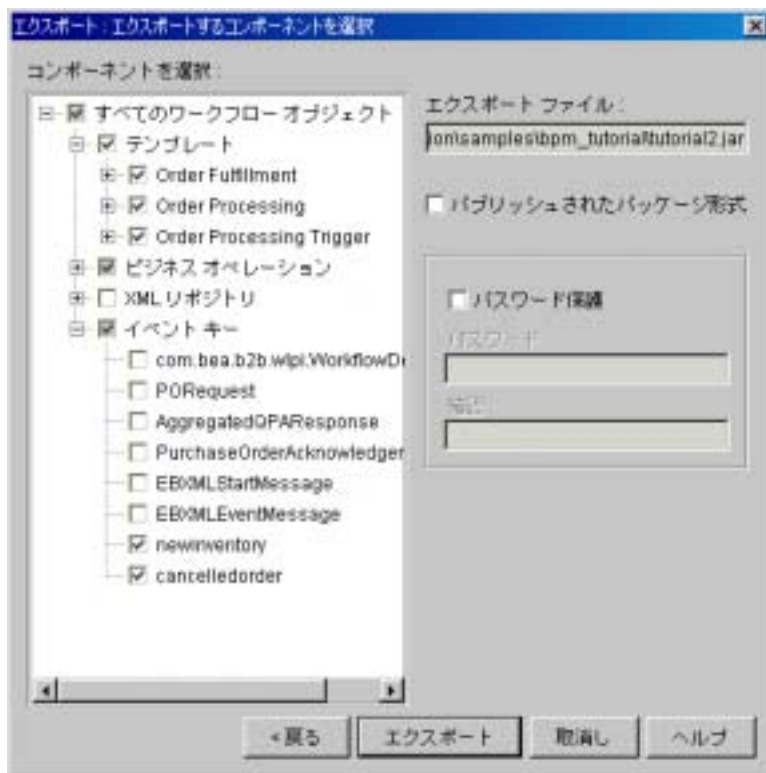 エクスポート : エクスポートするコンポーネントを選択
コンポーネントを選択 :
すべてのワークフロー オブジェクト
テンプレート
Order Fulfillment
Order Processing
Order Processing Trigger
ビジネス オペレーション
XML リポジトリ
イベント キー
com.bea.b2b.wlpi.WorkflowDe
PORequest
AggregatedQPAResponse
PurchaseOrderAcknowledger
EBXMLStartMessage
EBXMLEventMessage
newinventory
cancelledorder
エクスポート ファイル :
ion\samples\bpm_tutorial\tutorial2.jar
パブリッシュされたパッケージ形式
パスワード保護
パスワード
<戻る
エクスポート
取消し
ヘルプ